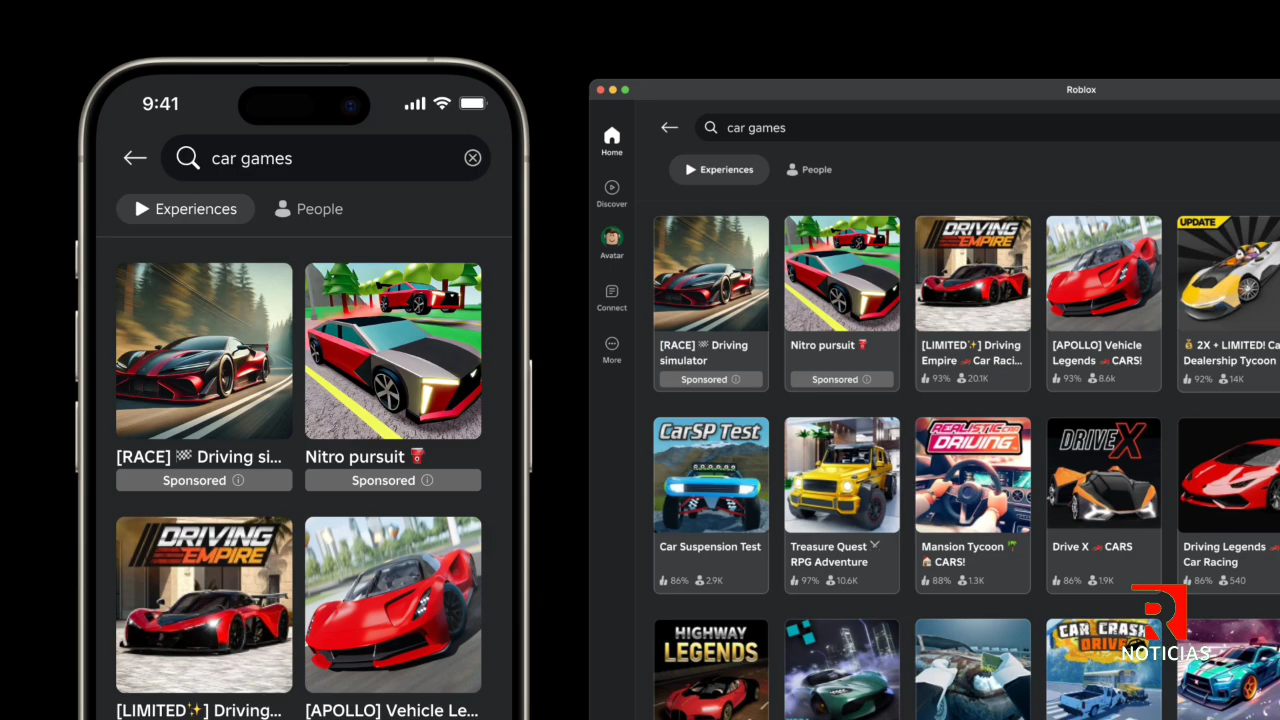 9:41
car games
Experiences
People
[RACE] 🏁 Driving si...
Nitro pursuit
Sponsored
Sponsored
DRIVING
EMPIRE
[LIMITED✨] Driving...
[APOLLO] Vehicle Le...
Roblox
Home
Discover
Avatar
Connect
More
car games
Experiences
People
DRIVING
EMPIRE
UPDATE
[RACE] 🏁 Driving
simulator
Sponsored
Nitro pursuit
Sponsored
[LIMITED✨] Driving
Empire 🏎️ Car Raci...
93% 20.1K
[APOLLO] Vehicle
Legends 🏎️ CARS!
93% 8.6k
💰 2X + LIMITED! Ca
Dealership Tycoon
92% 14K
CarSP Test
REALISTIC CAR
DRIVING
DRIVE X
Car Suspension Test
86% 2.9K
Treasure Quest ⚔️
RPG Adventure
97% 10.6K
Mansion Tycoon 🌴
🏠 CARS!
88% 1.3K
Drive X 🏎️ CARS
86% 1.9K
Driving Legends 🏎️
Car Racing
86% 540
HIGHWAY
LEGENDS
CAR CRASH
DRIVE
R
NOTICIAS